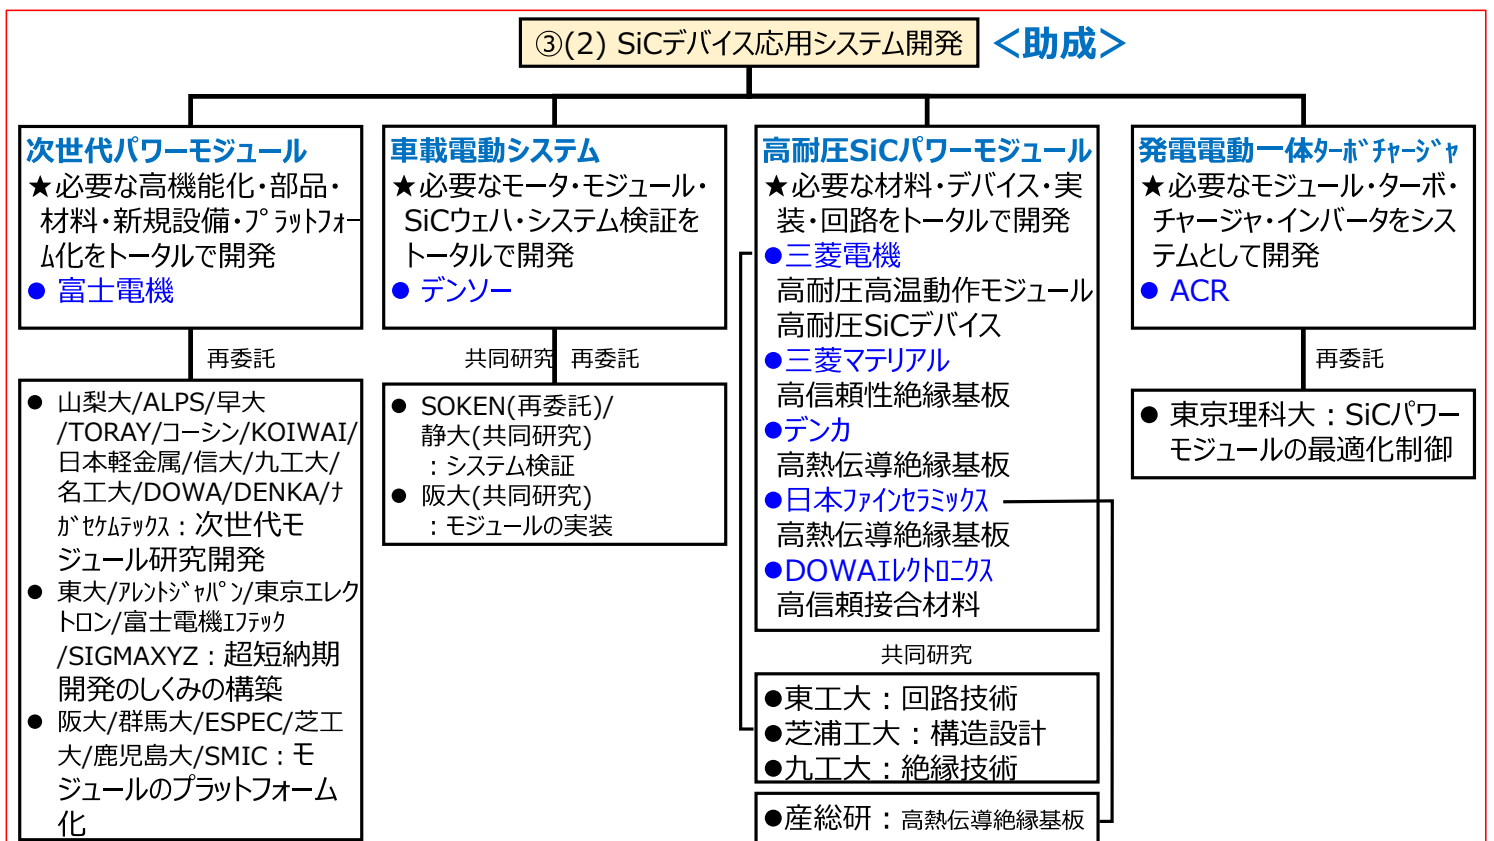 ③(2) SiCデバイス応用システム開発
＜助成＞
次世代パワーモジュール
★必要な高機能化・部品・
材料・新規設備・ﾌﾟﾗｯﾄﾌｫｰ
ﾑ化をトータルで開発
● 富士電機
再委託
● 山梨大/ALPS/早大
/TORAY/ｺｰｼﾝ/KOIWAI/
日本軽金属/信大/九工大/
名工大/DOWA/DENKA/ﾅ
ｶﾞｾｹﾑﾃｯｸｽ：次世代モ
ジュール研究開発
● 東大/ｱﾚﾝﾄｼﾞｬﾊﾟﾝ/東京エレク
トロン/富士電機ｴﾌﾃｯｸ
/SIGMAXYZ：超短納期
開発のしくみの構築
● 阪大/群馬大/ESPEC/芝工
大/鹿児島大/SMIC：モ
ジュールのプラットフォーム
化
車載電動システム
★必要なモータ・モジュール・
SiCウェハ・システム検証を
トータルで開発
● デンソー
共同研究 再委託
● SOKEN(再委託)/
静大(共同研究)
：システム検証
● 阪大(共同研究)
：モジュールの実装
高耐圧SiCパワーモジュール
★必要な材料・デバイス・実
装・回路をトータルで開発
●三菱電機
高耐圧高温動作モジュール
高耐圧SiCデバイス
●三菱マテリアル
高信頼性絶縁基板
●デンカ
高熱伝導絶縁基板
●日本ﾌｧｲﾝｾﾗﾐｯｸｽ
高熱伝導絶縁基板
●DOWAｴﾚｸﾄﾛﾆｸｽ
高信頼接合材料
共同研究
●東工大：回路技術
●芝浦工大：構造設計
●九工大：絶縁技術
●産総研：高熱伝導絶縁基板
発電電動一体ﾀｰﾎﾞﾁｬｰｼﾞｬ
★必要なモジュール・ターボ・
チャージャ・インバータをシス
テムとして開発
● ACR
再委託
● 東京理科大：SiCパワー
モジュールの最適化制御